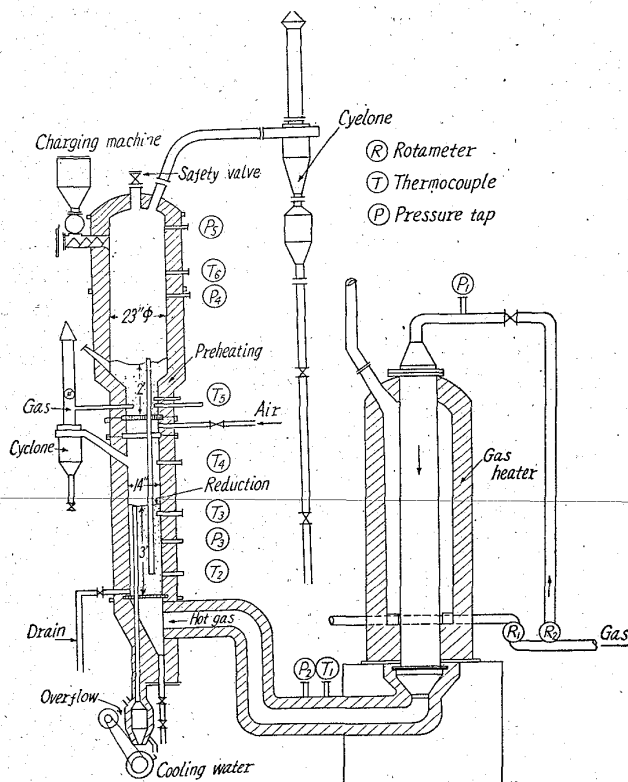 Charging machine
Safety valve
Cyelone
R Rotameter
T Thermocouple
P Pressure tap
P5
T6
P4
23"φ
P1
Preheating
2'
T5
Gas
Air
Cyclone
T4
14"
Reduction
Gas heater
T3
3'
P3
T2
Hot gas
R1
R2
Gas
Drain
P2
T1
Overflow
Cooling water